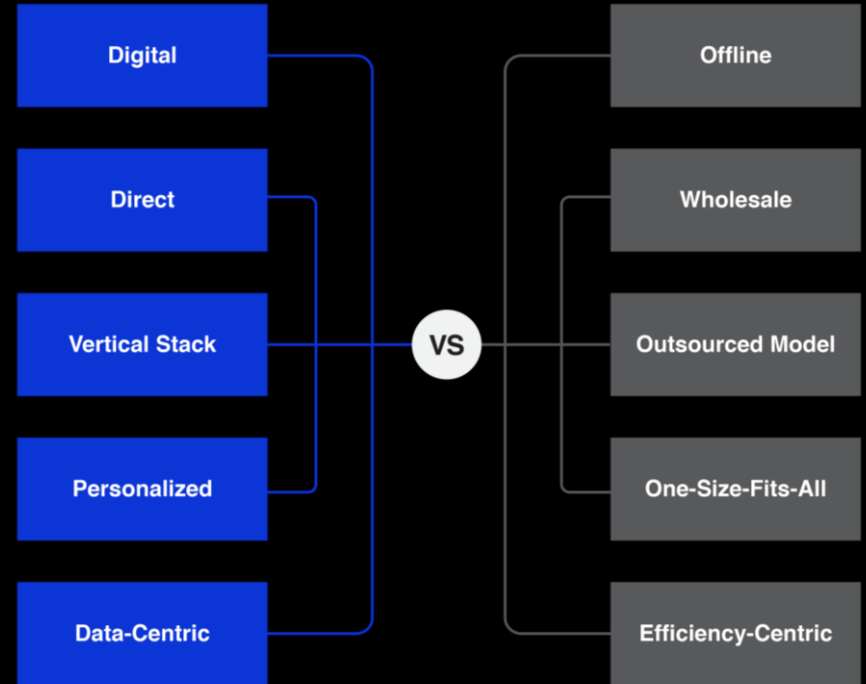 Digital
Offline
Direct
Wholesale
Vertical Stack
VS
Outsourced Model
Personalized
One-Size-Fits-All
Data-Centric
Efficiency-Centric